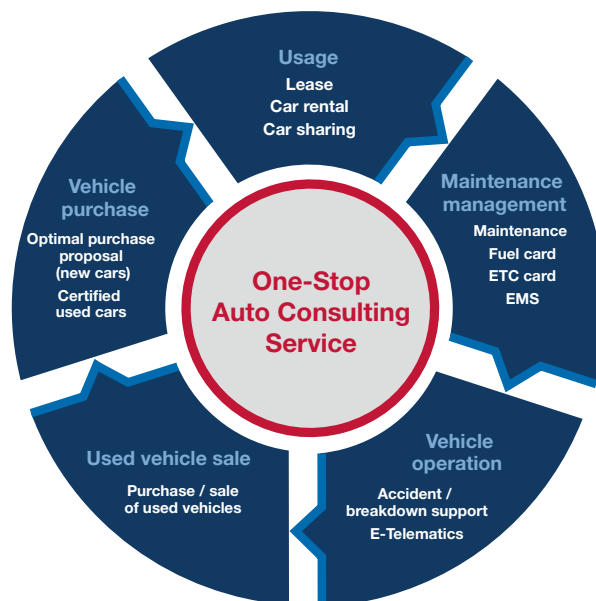 Usage
Lease
Car rental
Car sharing
Maintenance
management
Maintenance
Fuel card
ETC card
EMS
Vehicle
operation
Accident /
breakdown support
E-Telematics
Used vehicle sale
Purchase / sale
of used vehicles
Vehicle
purchase
Optimal purchase
proposal
(new cars)
Certified
used cars
One-Stop
Auto Consulting
Service